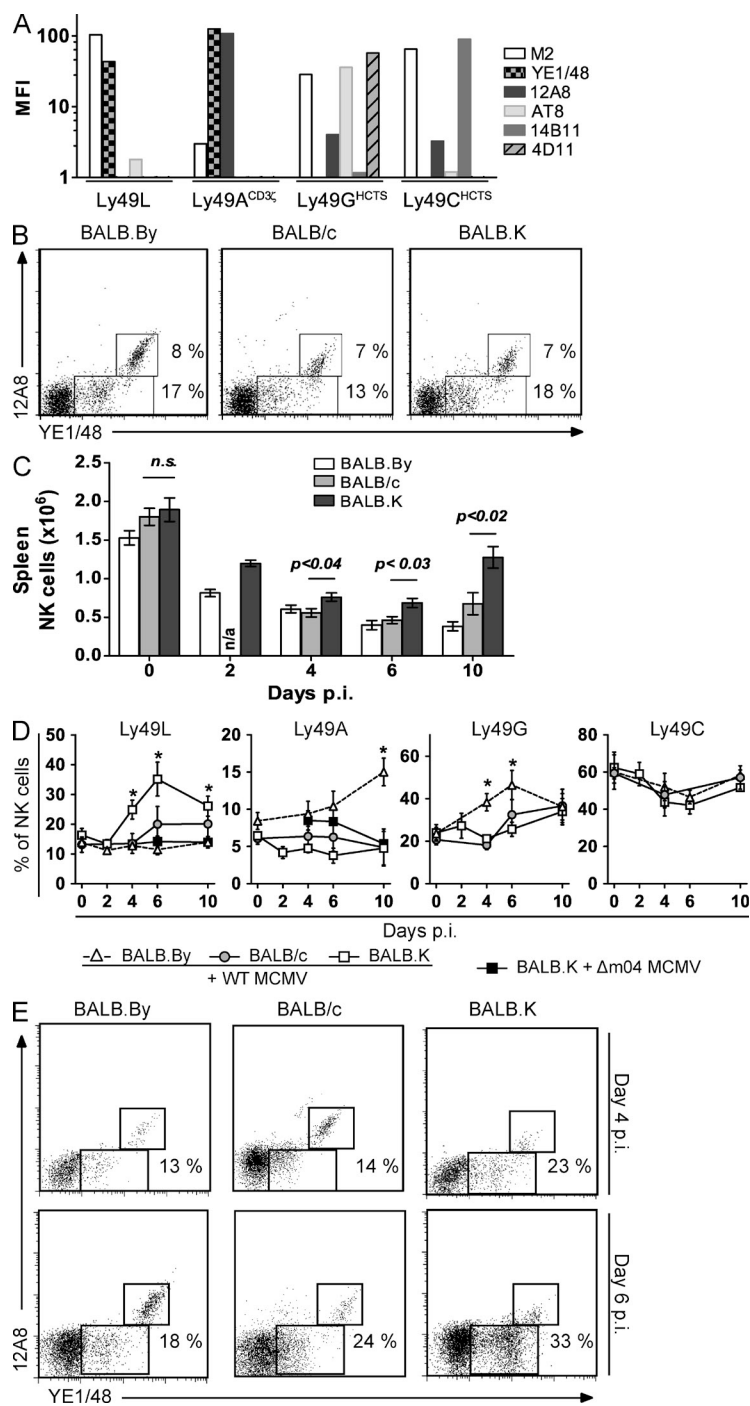 A
MFI
100
10
1
M2
YE1/48
12A8
AT8
14B11
4D11
Ly49L
Ly49A^CD3ζ
Ly49G^HCTS
Ly49C^HCTS
B
BALB.By
BALB/c
BALB.K
8 %
17 %
7 %
13 %
7 %
18 %
12A8
YE1/48
C
Spleen
NK cells (x10⁶)
2.5
2.0
1.5
1.0
0.5
0.0
n.s.
BALB.By
BALB/c
BALB.K
n/a
p<0.04
p< 0.03
p<0.02
0 2 4 6 10
Days p.i.
D
Ly49L
Ly49A
Ly49G
Ly49C
% of NK cells
50
40
30
20
10
0
* * *
20
15
10
5
0
*
60
40
20
0
* *
80
60
40
20
0
0 2 4 6 10
0 2 4 6 10
0 2 4 6 10
0 2 4 6 10
Days p.i.
BALB.By
BALB/c
BALB.K
BALB.K + Δm04 MCMV
+ WT MCMV
E
BALB.By
BALB/c
BALB.K
13 %
14 %
23 %
Day 4 p.i.
18 %
24 %
33 %
Day 6 p.i.
12A8
YE1/48